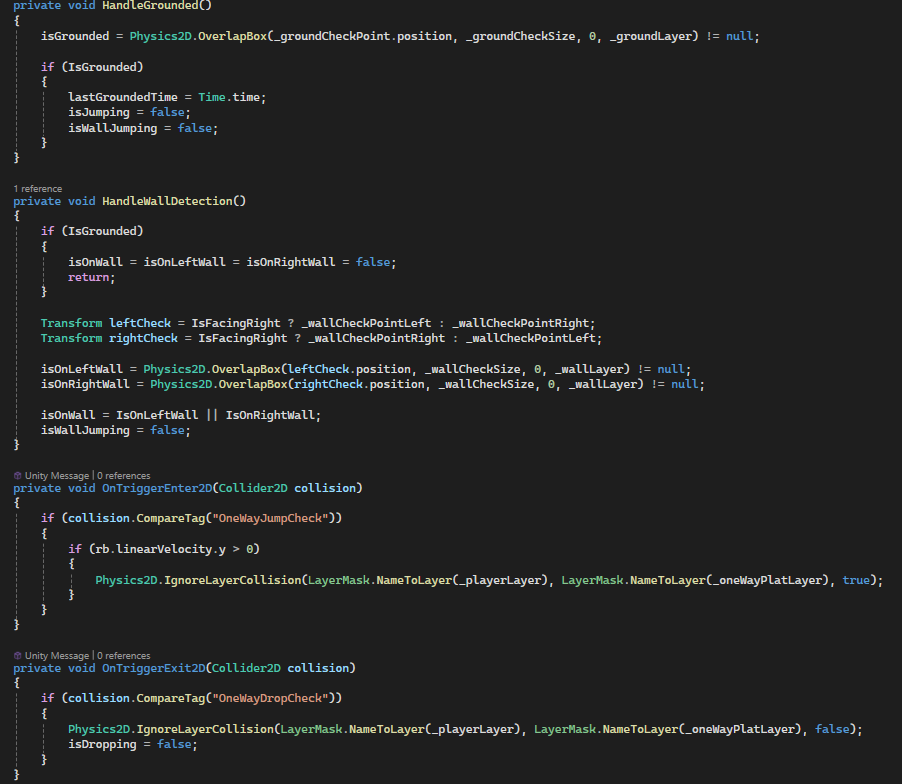 private void HandleGrounded()
{
    isGrounded = Physics2D.OverlapBox(_groundCheckPoint.position, _groundCheckSize, 0, _groundLayer) != null;

    if (IsGrounded)
    {
        lastGroundedTime = Time.time;
        isJumping = false;
        isWallJumping = false;
    }
}

1 reference
private void HandleWallDetection()
{
    if (IsGrounded)
    {
        isOnWall = isOnLeftWall = isOnRightWall = false;
        return;
    }

    Transform leftCheck = IsFacingRight ? _wallCheckPointLeft : _wallCheckPointRight;
    Transform rightCheck = IsFacingRight ? _wallCheckPointRight : _wallCheckPointLeft;

    isOnLeftWall = Physics2D.OverlapBox(leftCheck.position, _wallCheckSize, 0, _wallLayer) != null;
    isOnRightWall = Physics2D.OverlapBox(rightCheck.position, _wallCheckSize, 0, _wallLayer) != null;

    isOnWall = IsOnLeftWall || IsOnRightWall;
    isWallJumping = false;
}

Unity Message | 0 references
private void OnTriggerEnter2D(Collider2D collision)
{
    if (collision.CompareTag("OneWayJumpCheck"))
    {
        if (rb.linearVelocity.y > 0)
        {
            Physics2D.IgnoreLayerCollision(LayerMask.NameToLayer(_playerLayer), LayerMask.NameToLayer(_oneWayPlatLayer), true);
        }
    }
}

Unity Message | 0 references
private void OnTriggerExit2D(Collider2D collision)
{
    if (collision.CompareTag("OneWayDropCheck"))
    {
        Physics2D.IgnoreLayerCollision(LayerMask.NameToLayer(_playerLayer), LayerMask.NameToLayer(_oneWayPlatLayer), false);
        isDropping = false;
    }
}